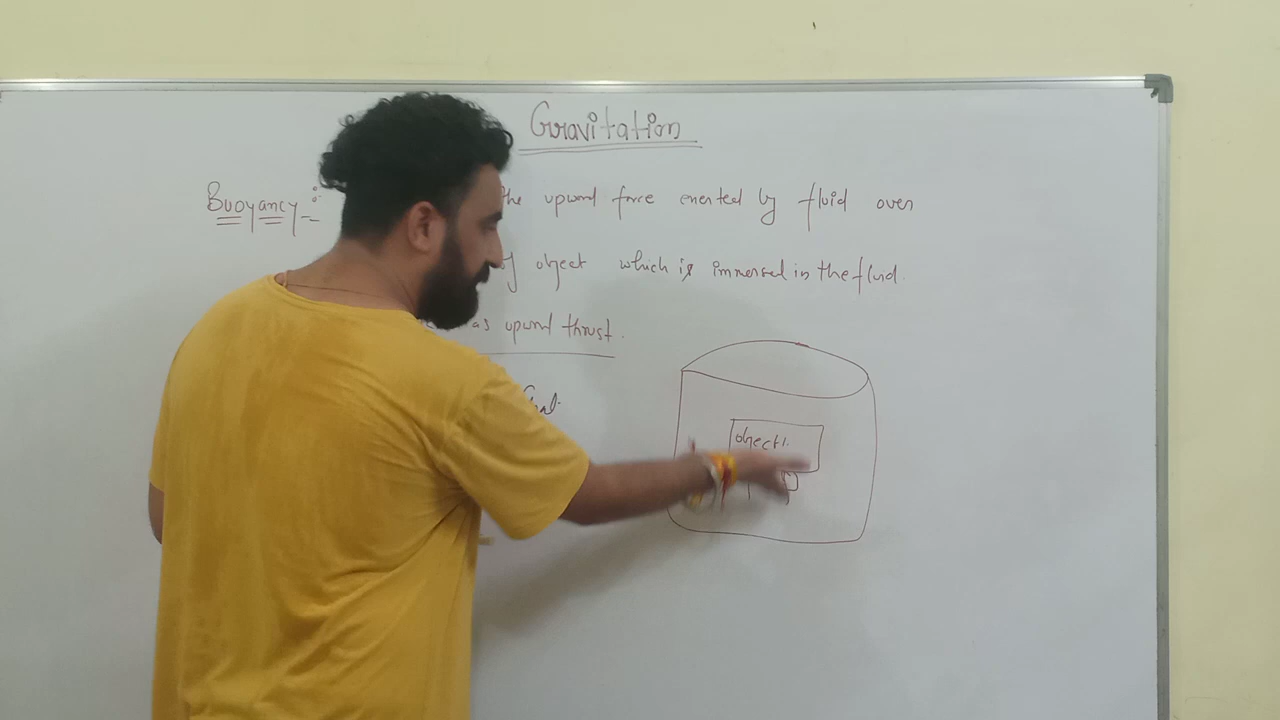 Gravitation
Buoyancy :- the upward force exerted by fluid over
of object which is immersed in the fluid.
as upward thrust.
object